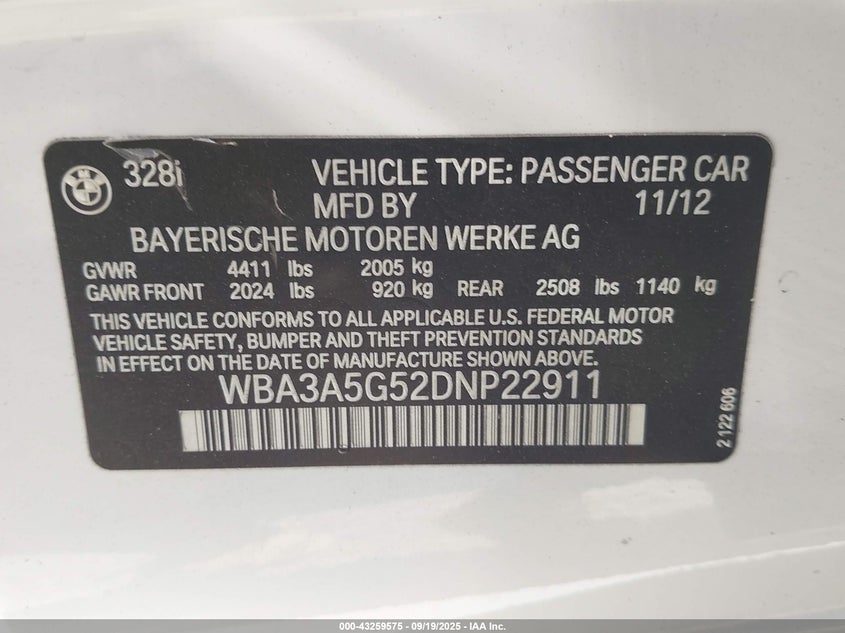 BMW
328i VEHICLE TYPE: PASSENGER CAR
MFD BY 11/12
BAYERISCHE MOTOREN WERKE AG
GVWR 4411 lbs 2005 kg
GAWR FRONT 2024 lbs 920 kg REAR 2508 lbs 1140 kg
THIS VEHICLE CONFORMS TO ALL APPLICABLE U.S. FEDERAL MOTOR
VEHICLE SAFETY, BUMPER AND THEFT PREVENTION STANDARDS
IN EFFECT ON THE DATE OF MANUFACTURE SHOWN ABOVE.
WBA3A5G52DNP22911
2 122 606
000-43259575 - 09/19/2025 - IAA Inc.